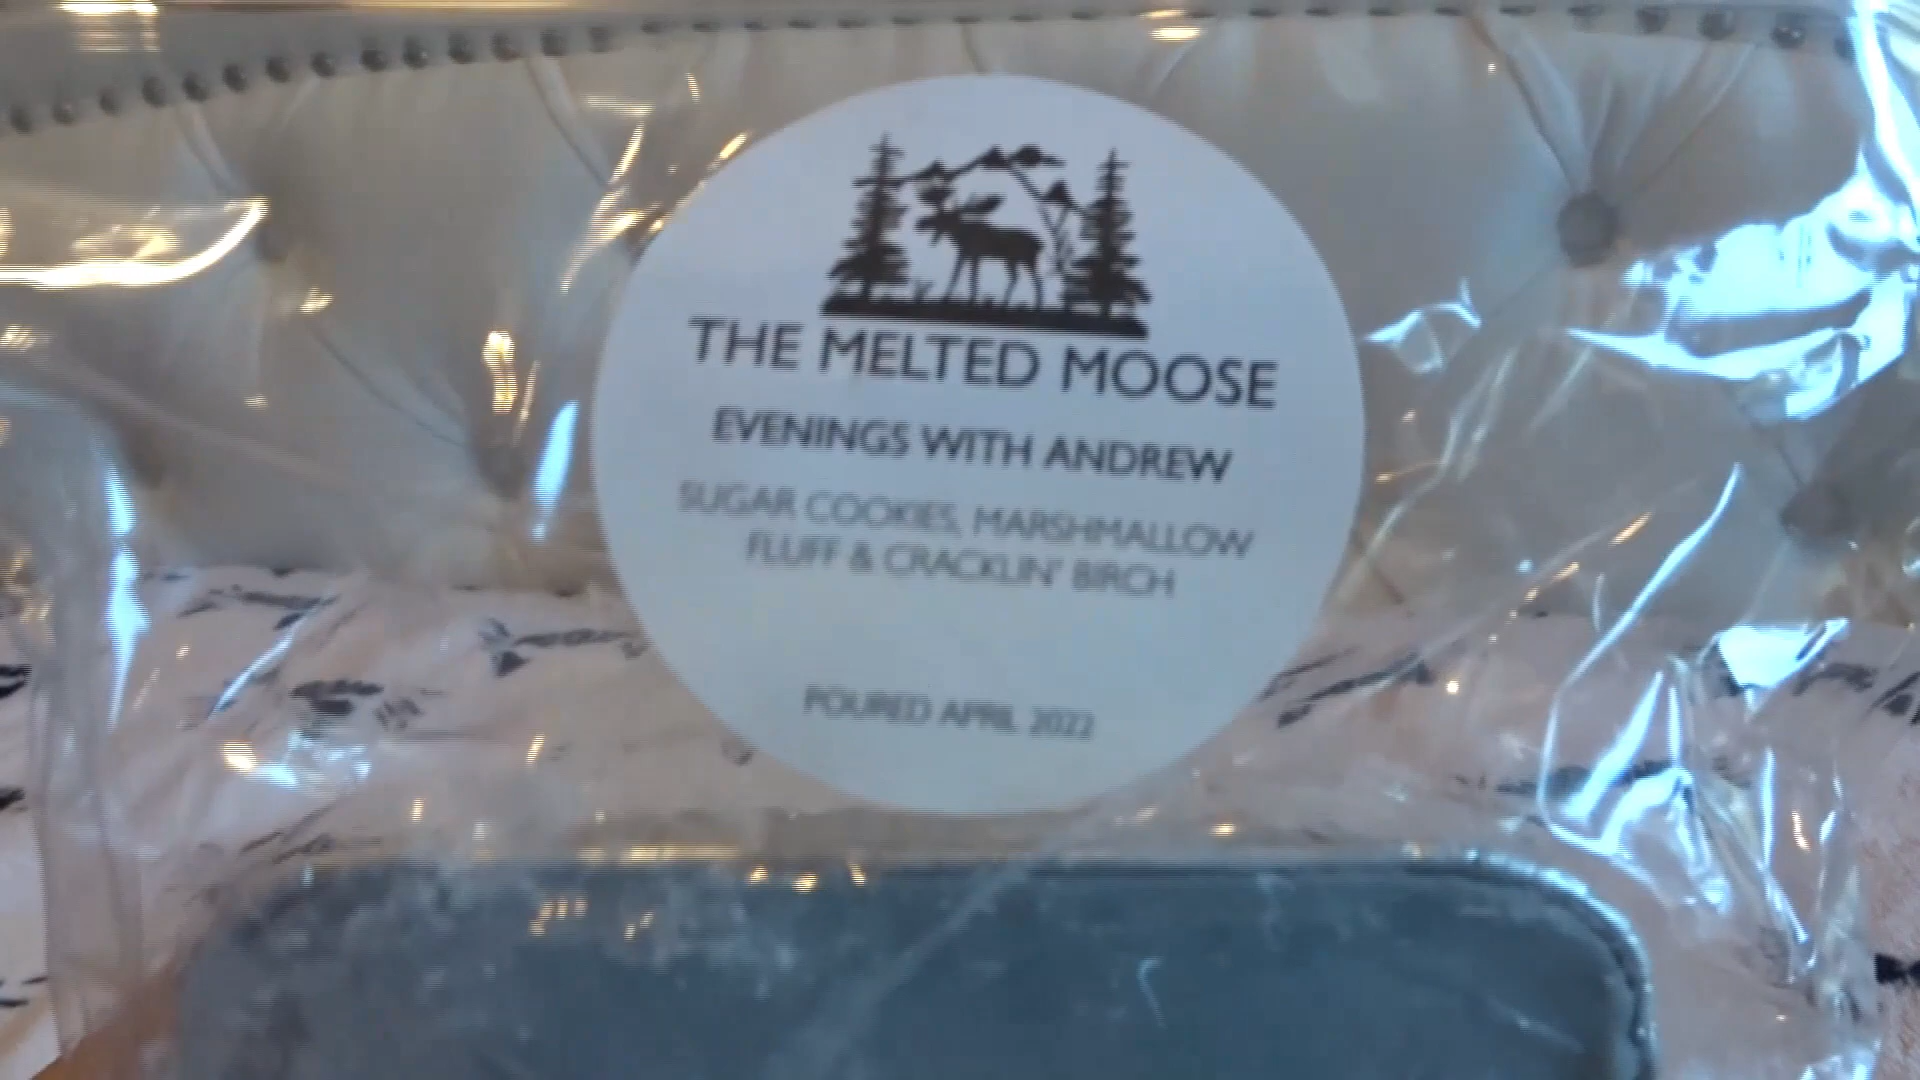 THE MELTED MOOSE
EVENINGS WITH ANDREW
SUGAR COOKIES, MARSHMALLOW
FLUFF & CRACKLIN' BIRCH
POURED APRIL 2022